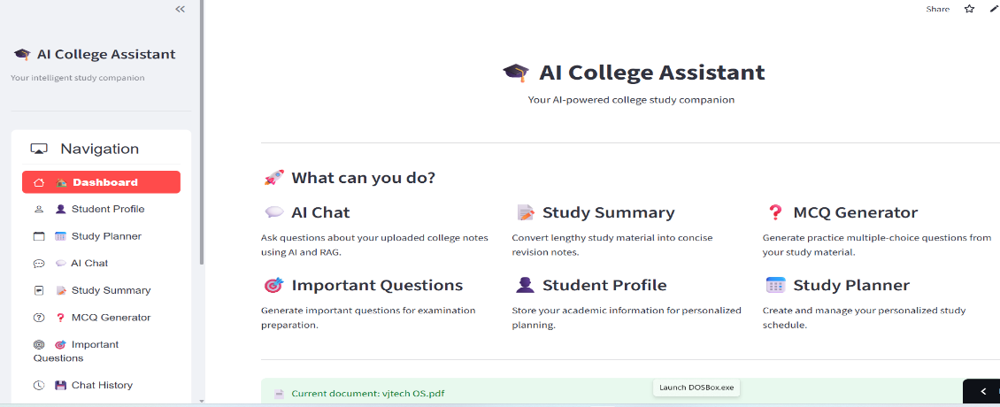 AI College Assistant
Your intelligent study companion
Navigation
Dashboard
Student Profile
Study Planner
AI Chat
Study Summary
MCQ Generator
Important
Questions
Chat History
Share
AI College Assistant
Your AI-powered college study companion
What can you do?
AI Chat
Ask questions about your uploaded college notes
using AI and RAG.
Study Summary
Convert lengthy study material into concise
revision notes.
MCQ Generator
Generate practice multiple-choice questions from
your study material.
Important Questions
Generate important questions for examination
preparation.
Student Profile
Store your academic information for personalized
planning.
Study Planner
Create and manage your personalized study
schedule.
Current document: vjtech OS.pdf
Launch DOSBox.exe